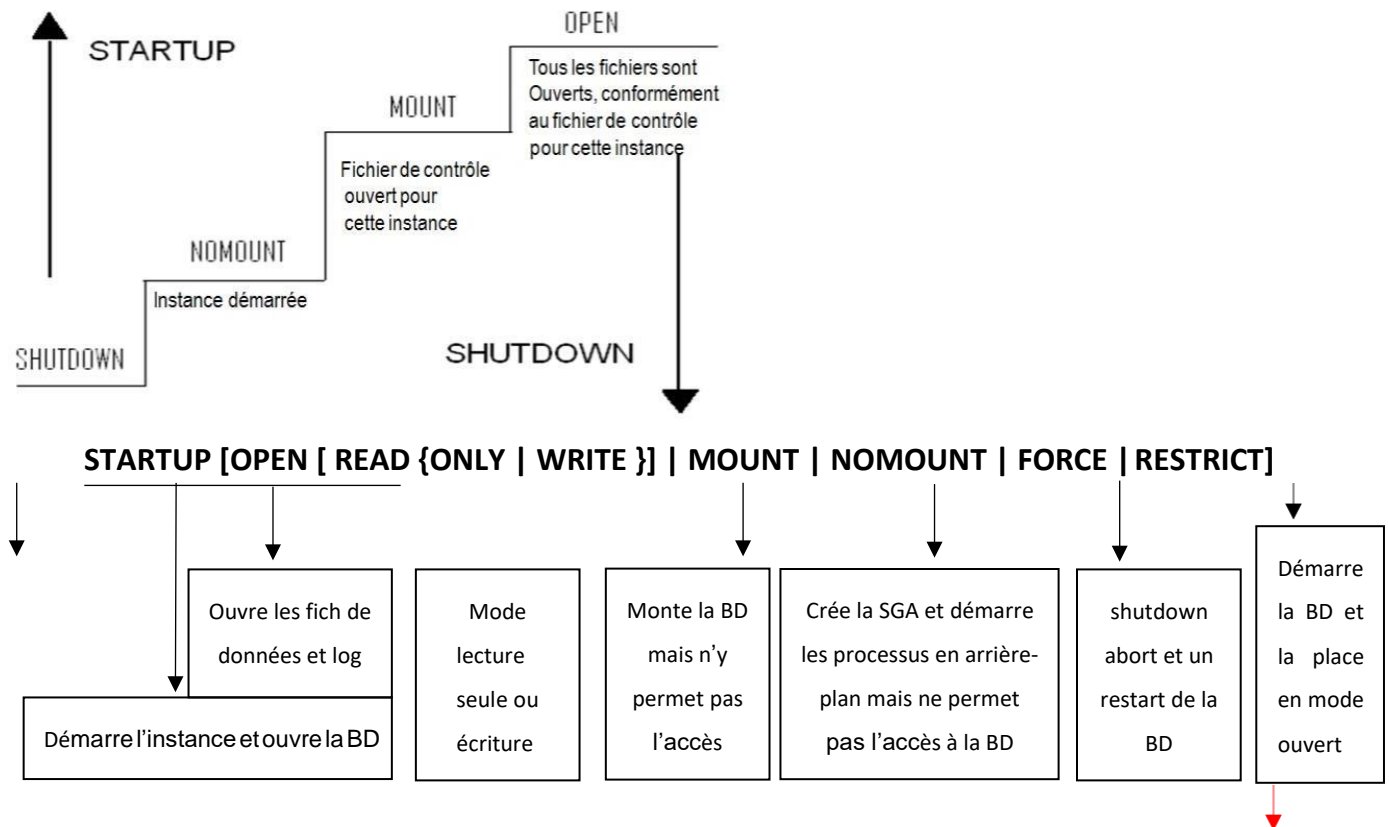 OPEN
STARTUP
Tous les fichiers sont
Ouverts, conformément
au fichier de contrôle
pour cette instance
MOUNT
Fichier de contrôle
ouvert pour
cette instance
NOMOUNT
Instance démarrée
SHUTDOWN
SHUTDOWN
STARTUP [OPEN [ READ {ONLY | WRITE }] | MOUNT | NOMOUNT | FORCE | RESTRICT]
Ouvre les fich de
données et log
Démarre l'instance et ouvre la BD
Mode
lecture
seule ou
écriture
Monte la BD
mais n'y
permet pas
l'accès
Crée la SGA et démarre
les processus en arrière-
plan mais ne permet
pas l'accès à la BD
shutdown
abort et un
restart de la
BD
Démarre
la BD et
la place
en mode
ouvert